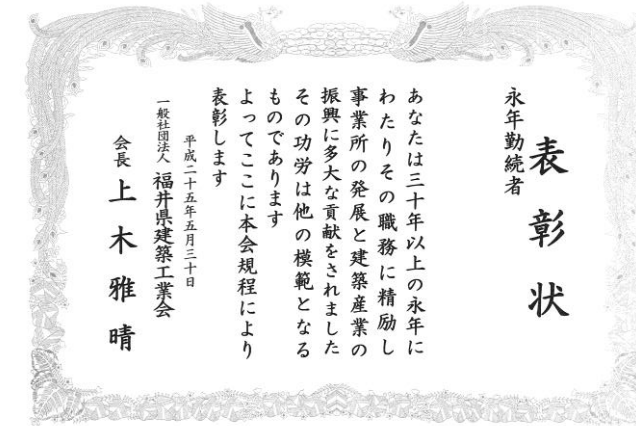 表彰状
永年勤続者
あなたは三十年以上の永年に
わたりその職務に精励し
事業所の発展と建築産業の
振興に多大な貢献をされました
その功労は他の模範となる
ものであります
よってここに本会規程により
表彰します
平成二十五年五月三十日
一般社団法人 福井県建築工業会
会長 上木雅晴